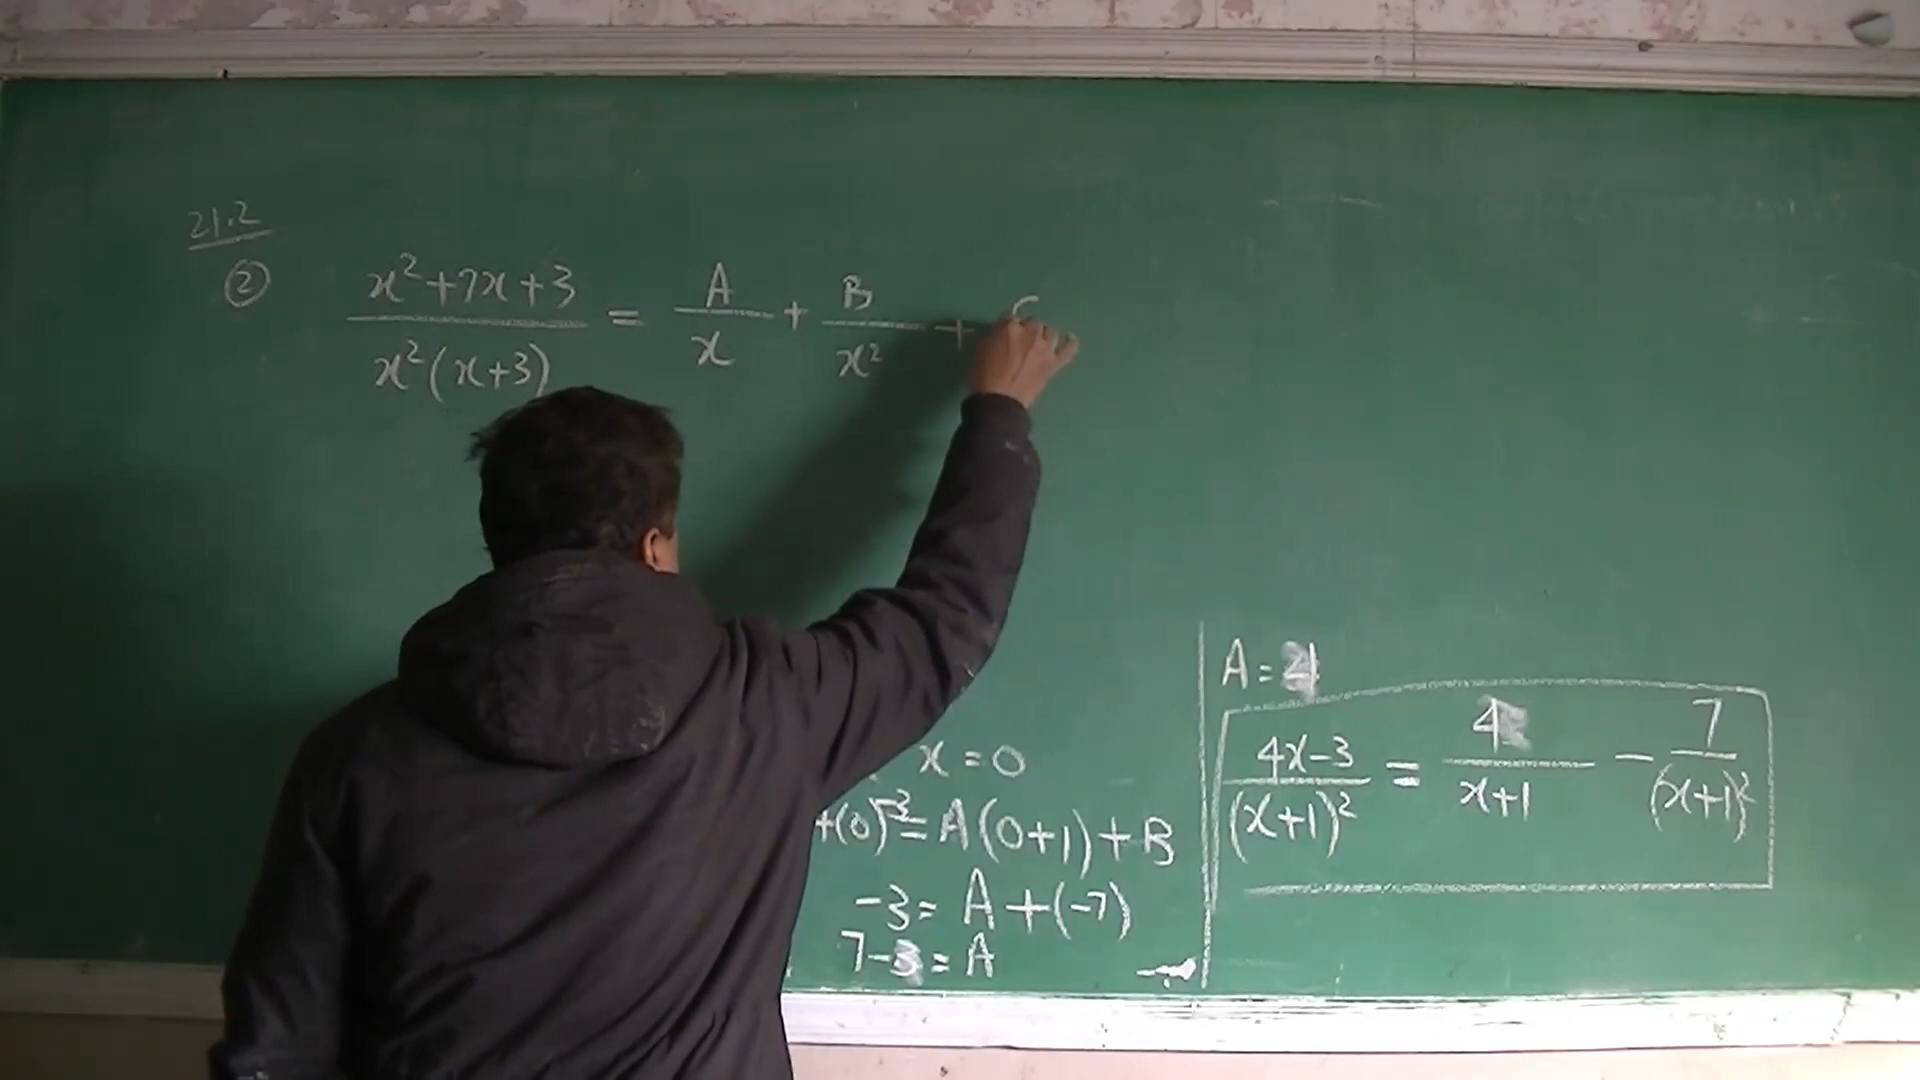 21.2
② x²+7x+3 / x²(x+3) = A/x + B/x² +
x=0
+(0)-3 = A(0+1)+B
-3 = A+(-7)
7-3 = A
A = 4
4x-3 / (x+1)² = 4 / x+1 - 7 / (x+1)²